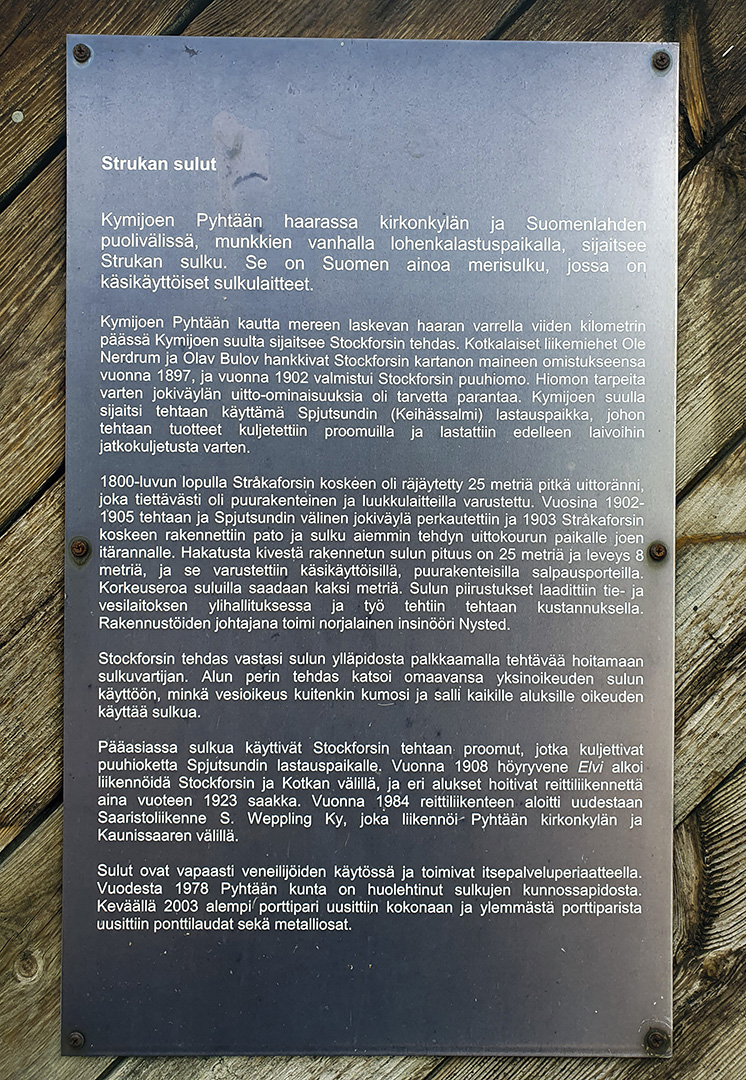 Strukan sulut
Kymijoen Pyhtään haarassa kirkonkylän ja Suomenlahden
puolivälissä, munkkien vanhalla lohenkalastuspaikalla, sijaitsee
Strukan sulku. Se on Suomen ainoa merisulku, jossa on
käsikäyttöiset sulkulaitteet.
Kymijoen Pyhtään kautta mereen laskevan haaran varrella viiden kilometrin
päässä Kymijoen suulta sijaitsee Stockforsin tehdas. Kotkalaiset liikemiehet Ole
Nerdrum ja Olav Bulov hankkivat Stockforsin kartanon maineen omistukseensa
vuonna 1897, ja vuonna 1902 valmistui Stockforsin puuhiomo. Hiomon tarpeita
varten jokiväylän uitto-ominaisuuksia oli tarvetta parantaa. Kymijoen suulla
sijaitsi tehtaan käyttämä Spjutsundin (Keihässalmi) lastauspaikka, johon
tehtaan tuotteet kuljetettiin proomuilla ja lastattiin edelleen laivoihin
jatkokuljetusta varten.
1800-luvun lopulla Stråkaforsin koskeen oli räjäytetty 25 metriä pitkä uittoränni,
joka tiettävästi oli puurakenteinen ja luukkulaitteilla varustettu. Vuosina 1902-
1905 tehtaan ja Spjutsundin välinen jokiväylä perkautettiin ja 1903 Stråkaforsin
koskeen rakennettiin pato ja sulku aiemmin tehdyn uittokourun paikalle joen
itärannalle. Hakatusta kivestä rakennetun sulun pituus on 25 metriä ja leveys 8
metriä, ja se varustettiin käsikäyttöisillä, puurakenteisilla salpausporteilla.
Korkeuseroa suluilla saadaan kaksi metriä. Sulun piirustukset laadittiin tie- ja
vesilaitoksen ylihallituksessa ja työ tehtiin tehtaan kustannuksella.
Rakennustöiden johtajana toimi norjalainen insinööri Nysted.
Stockforsin tehdas vastasi sulun ylläpidosta palkkaamalla tehtävää hoitamaan
sulkuvartijan. Alun perin tehdas katsoi omaavansa yksinoikeuden sulun
käyttöön, minkä vesioikeus kuitenkin kumosi ja salli kaikille aluksille oikeuden
käyttää sulkua.
Pääasiassa sulkua käyttivät Stockforsin tehtaan proomut, jotka kuljettivat
puuhioketta Spjutsundin lastauspaikalle. Vuonna 1908 höyryvene Elvi alkoi
liikennöidä Stockforsin ja Kotkan välillä, ja eri alukset hoitivat reittiliikennettä
aina vuoteen 1923 saakka. Vuonna 1984 reittiliikenteen aloitti uudestaan
Saaristoliikenne S. Weppling Ky, joka liikennöi Pyhtään kirkonkylän ja
Kaunissaaren välillä.
Sulut ovat vapaasti veneilijöiden käytössä ja toimivat itsepalveluperiaatteella.
Vuodesta 1978 Pyhtään kunta on huolehtinut sulkujen kunnossapidosta.
Keväällä 2003 alempi porttipari uusittiin kokonaan ja ylemmästä porttiparista
uusittiin ponttilaudat sekä metalliosat.